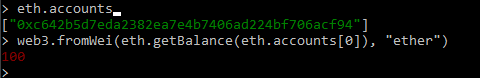 > eth.accounts
["0xc642b5d7eda2382ea7e4b7406ad224bf706acf94"]
> web3.fromWei(eth.getBalance(eth.accounts[0]), "ether")
100
>